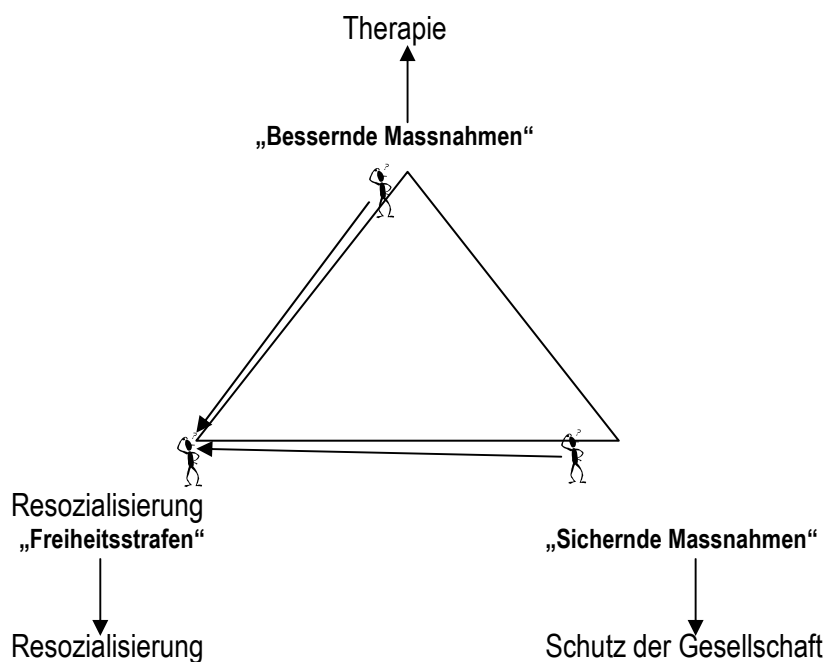 Therapie
„Bessernde Massnahmen“
?
?
?
Resozialisierung
„Freiheitsstrafen“
„Sichernde Massnahmen“
Resozialisierung
Schutz der Gesellschaft